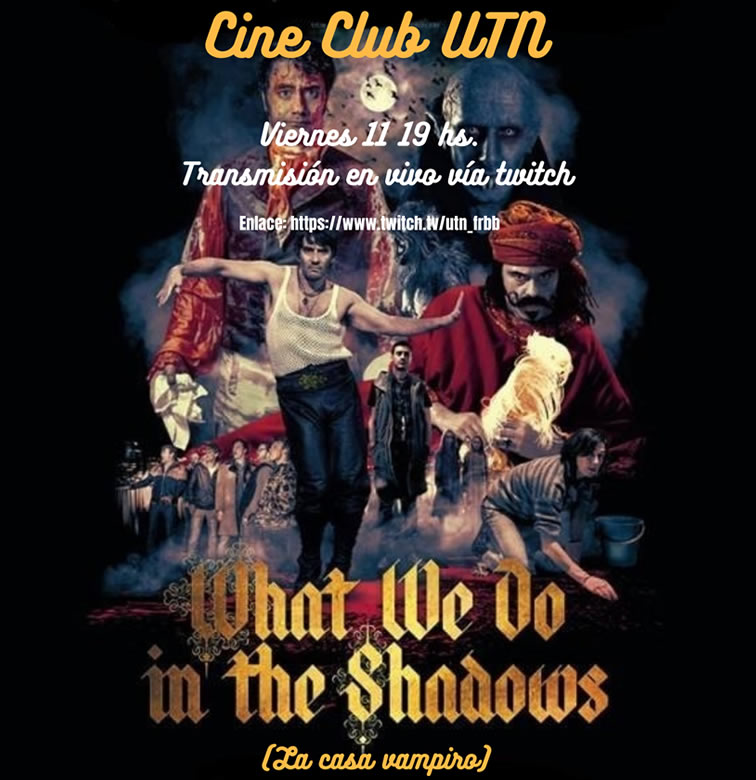 Cine Club UTN
Viernes 11 19 hs.
Transmisión en vivo vía twitch
Enlace: https://www.twitch.tv/utn_frbb
What We Do
in the Shadows
(La casa vampiro)